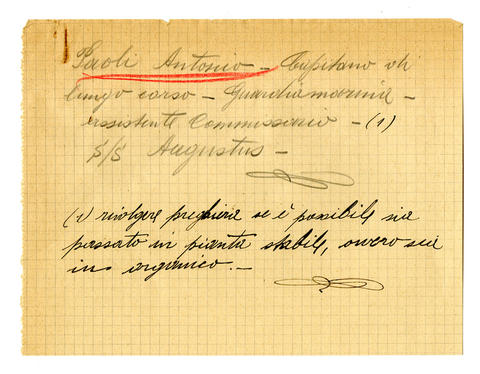 Paoli Antonio - Capitano di
lungo corso - Guardiamarina -
assistente Commissario - (1)
S/S Augustus -
(1) rivolgere preghiera se è possibile sia
passato in pianta stabile, ovvero sia
in organico. -